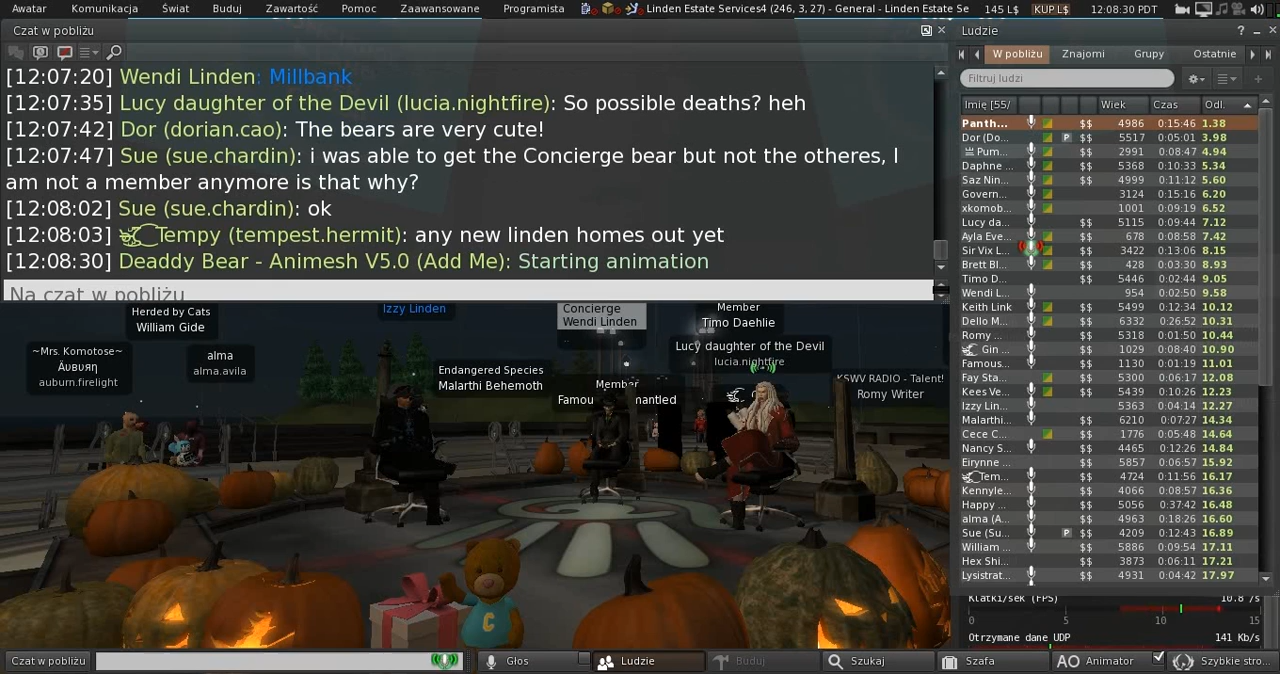 Awatar Komunikacja Świat Buduj Zawartość Pomoc Zaawansowane Programista Linden Estate Services4 (246, 3, 27) - General - Linden Estate Se 145 L$ KUP L$ 12:08:30 PDT
Czat w pobliżu
[12:07:20] Wendi Linden: Millbank
[12:07:35] Lucy daughter of the Devil (lucia.nightfire): So possible deaths? heh
[12:07:42] Dor (dorian.cao): The bears are very cute!
[12:07:47] Sue (sue.chardin): i was able to get the Concierge bear but not the otheres, I
am not a member anymore is that why?
[12:08:02] Sue (sue.chardin): ok
[12:08:03] Tempy (tempest.hermit): any new linden homes out yet
[12:08:30] Deaddy Bear - Animesh V5.0 (Add Me): Starting animation
Na czat w pobliżu
Herded by Cats
William Gide
Izzy Linden
Concierge
Wendi Linden
Member
Timo Daehlie
~Mrs. Komotose~
auburn.firelight
alma
alma.avila
Endangered Species
Malarthi Behemoth
Lucy daughter of the Devil
lucia.nightfire
Member
Famou mantled
KSWV RADIO - Talent!
Romy Writer
C
Ludzie ?
W pobliżu Znajomi Grupy Ostatnie
Filtruj ludzi
Imię [55/ Wiek Czas Odl.
Panth... $$ 4986 0:15:46 1.38
Dor (Do... P $$ 5517 0:05:01 3.98
Pum... $$ 2991 0:08:47 4.94
Daphne ... $$ 5368 0:10:33 5.34
Saz Nin... $$ 4999 0:11:12 5.60
Govern... 3124 0:15:16 6.20
xkomob... 1001 0:09:19 6.52
Lucy da... $$ 5115 0:09:44 7.12
Ayla Eve... $$ 678 0:08:58 7.42
Sir Vix L... $$ 3422 0:13:06 8.15
Brett Bl... $$ 428 0:03:30 8.93
Timo D... $$ 5446 0:02:44 9.05
Wendi L... 954 0:02:50 9.58
Keith Link $$ 5499 0:12:34 10.12
Dello M... $$ 6332 0:26:52 10.31
Romy ... $$ 5318 0:01:50 10.44
Gin ... $$ 1029 0:08:40 10.90
Famous... $$ 1130 0:01:19 11.01
Fay Sta... $$ 5300 0:06:17 12.08
Kees Ve... $$ 5439 0:10:26 12.23
Izzy Lin... 5363 0:04:14 12.27
Malarthi... $$ 6210 0:07:27 14.34
Cece C... $$ 1776 0:05:48 14.64
Nancy S... $$ 4465 0:12:26 14.84
Eirynne ... $$ 5857 0:06:57 15.92
Tem... $$ 4724 0:11:56 16.17
Kennyle... $$ 4066 0:08:57 16.36
Happy ... $$ 5056 0:37:42 16.48
alma (A... $$ 4963 0:18:26 16.60
Sue (Su... P $$ 4209 0:12:43 16.89
William ... $$ 5886 0:09:54 17.11
Hex Shi... $$ 3873 0:06:11 17.21
Lysistrat... $$ 4931 0:04:42 17.97
Klatki/sek (FPS) 10.8 /s
0 5 10 15
Otrzymane dane UDP 141 Kb/s
Czat w pobliżu Głos Ludzie Buduj Szukaj Szafa AO Animator Szybkie stro...